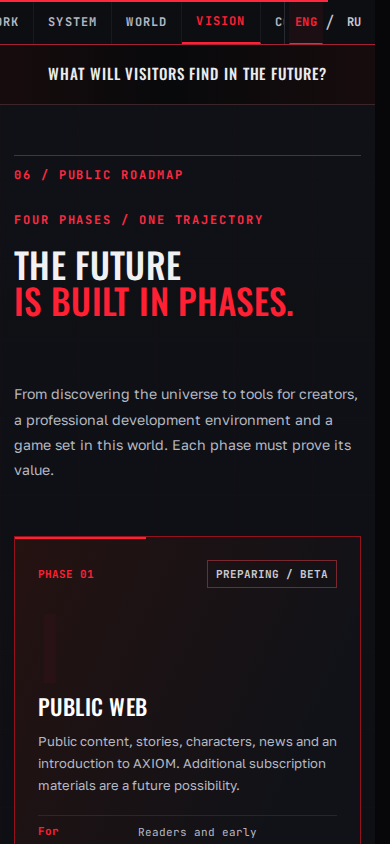 ORK SYSTEM WORLD VISION C ENG / RU
WHAT WILL VISITORS FIND IN THE FUTURE?
06 / PUBLIC ROADMAP
FOUR PHASES / ONE TRAJECTORY
THE FUTURE
IS BUILT IN PHASES.
From discovering the universe to tools for creators,
a professional development environment and a
game set in this world. Each phase must prove its
value.
PHASE 01 PREPARING / BETA
PUBLIC WEB
Public content, stories, characters, news and an
introduction to AXIOM. Additional subscription
materials are a future possibility.
For Readers and early